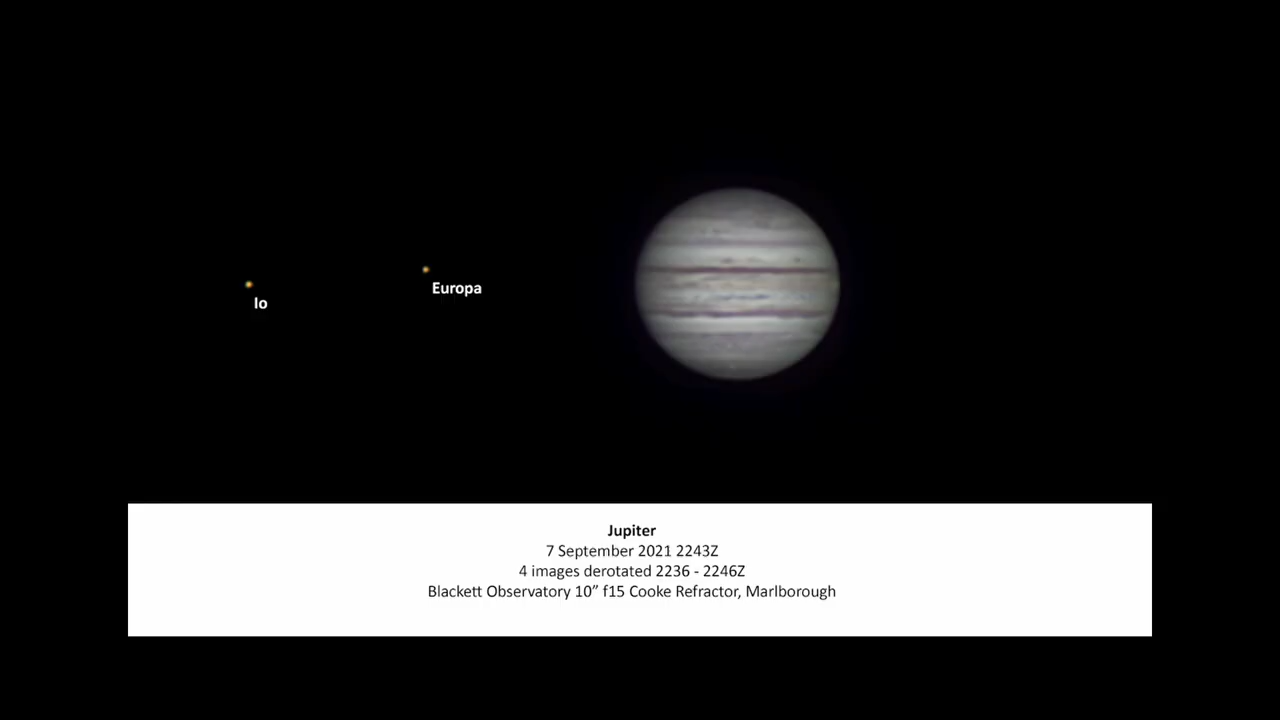 Io
Europa
Jupiter
7 September 2021 2243Z
4 images derotated 2236 - 2246Z
Blackett Observatory 10” f15 Cooke Refractor, Marlborough